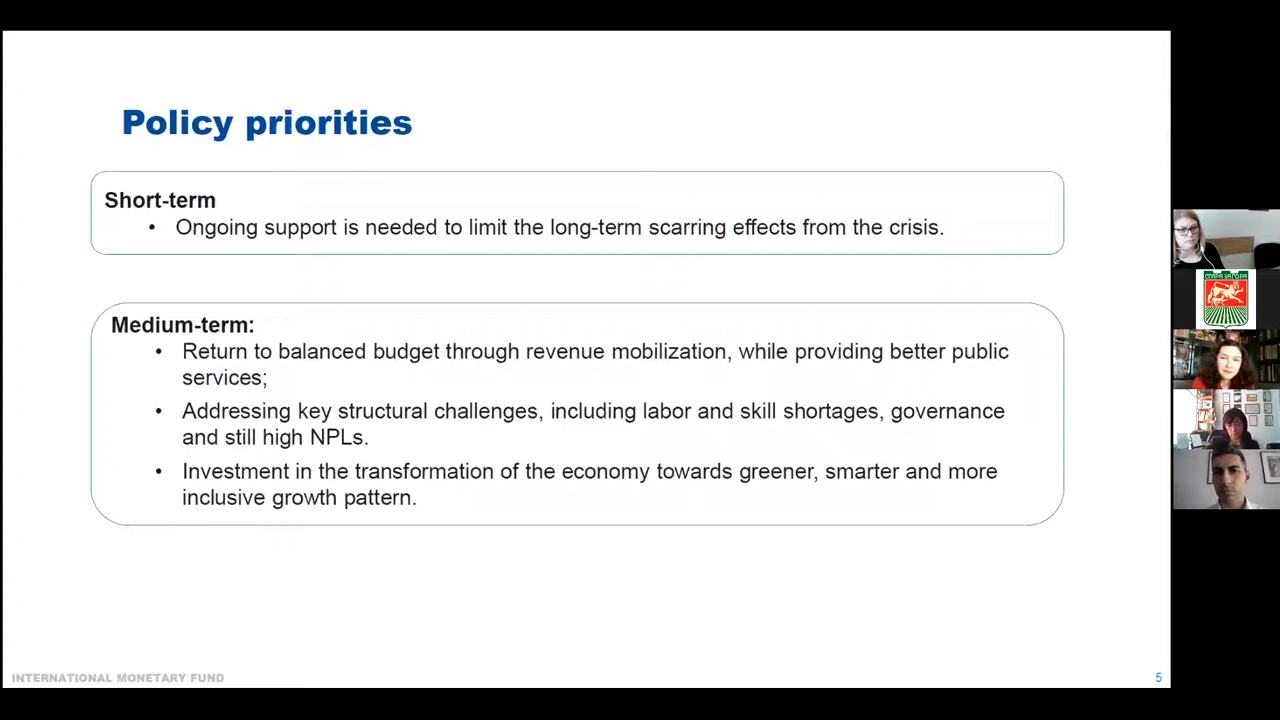 Policy priorities
Short-term
• Ongoing support is needed to limit the long-term scarring effects from the crisis.
Medium-term:
• Return to balanced budget through revenue mobilization, while providing better public
services;
• Addressing key structural challenges, including labor and skill shortages, governance
and still high NPLs.
• Investment in the transformation of the economy towards greener, smarter and more
inclusive growth pattern.
INTERNATIONAL MONETARY FUND
5
СТАРА ЗАГОРА